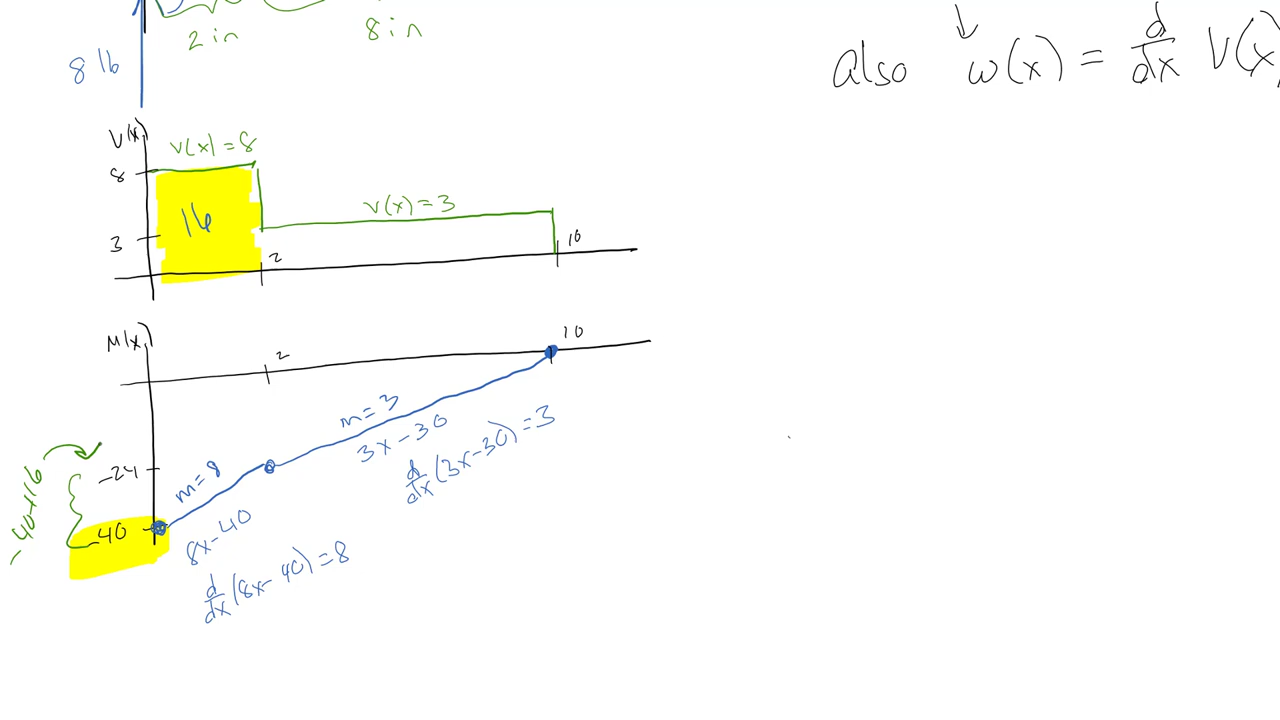 2 in
8 in
8 lb
also w(x) = d/dx V(x)
V(x)
V(x) = 8
8
16
V(x) = 3
3
2
10
M(x)
2
10
m=3
3x-30
d/dx (3x-30) = 3
-24
m=8
-40+16
-40
8x-40
d/dx (8x-40) = 8